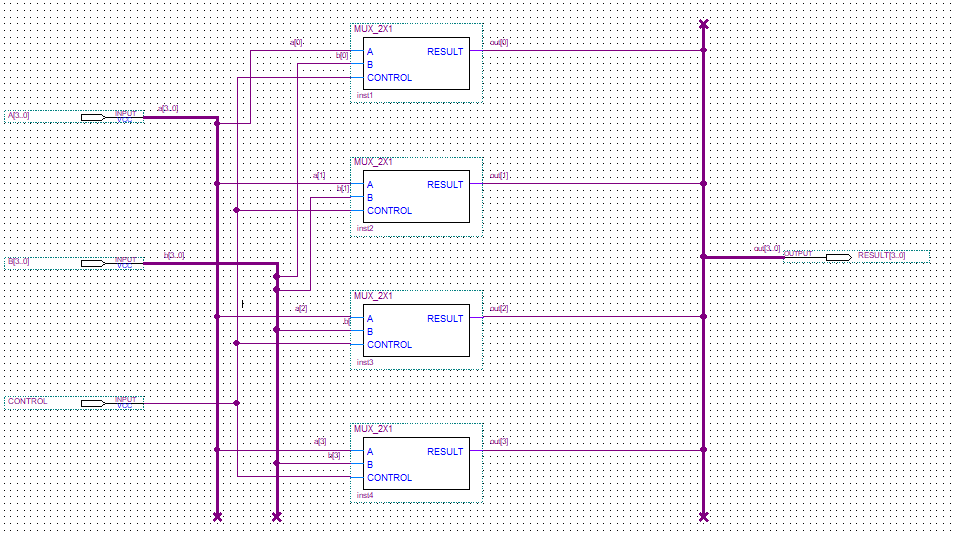 MUX_2X1
a[0]
A
RESULT
out[0]
b[0]
B
CONTROL
inst1
a[3..0]
A[3..0]
INPUT
VCC
MUX_2X1
a[1]
A
RESULT
out[1]
b[1]
B
CONTROL
inst2
b[3..0]
B[3..0]
INPUT
VCC
out[3..0]
OUTPUT
RESULT[3..0]
MUX_2X1
a[2]
A
RESULT
out[2]
B
CONTROL
inst3
CONTROL
INPUT
VCC
MUX_2X1
a[3]
A
RESULT
out[3]
b[3]
B
CONTROL
inst4